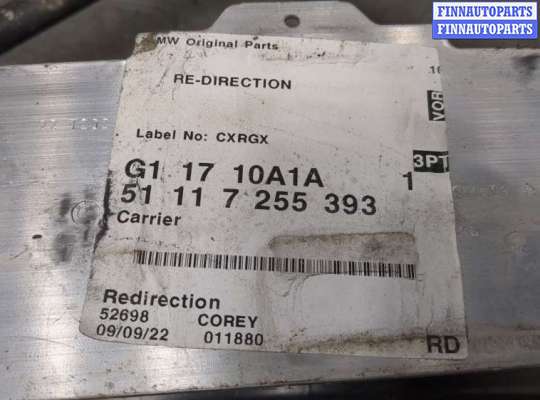 FINNAUTOPARTS
FINNAUTOPARTS
MW Original Parts
RE-DIRECTION
VOR
Label No: CXRGX
3PT
G1 17 10A1A 1
51 11 7 255 393
Carrier
Redirection
52698 COREY
09/09/22 011880
RD